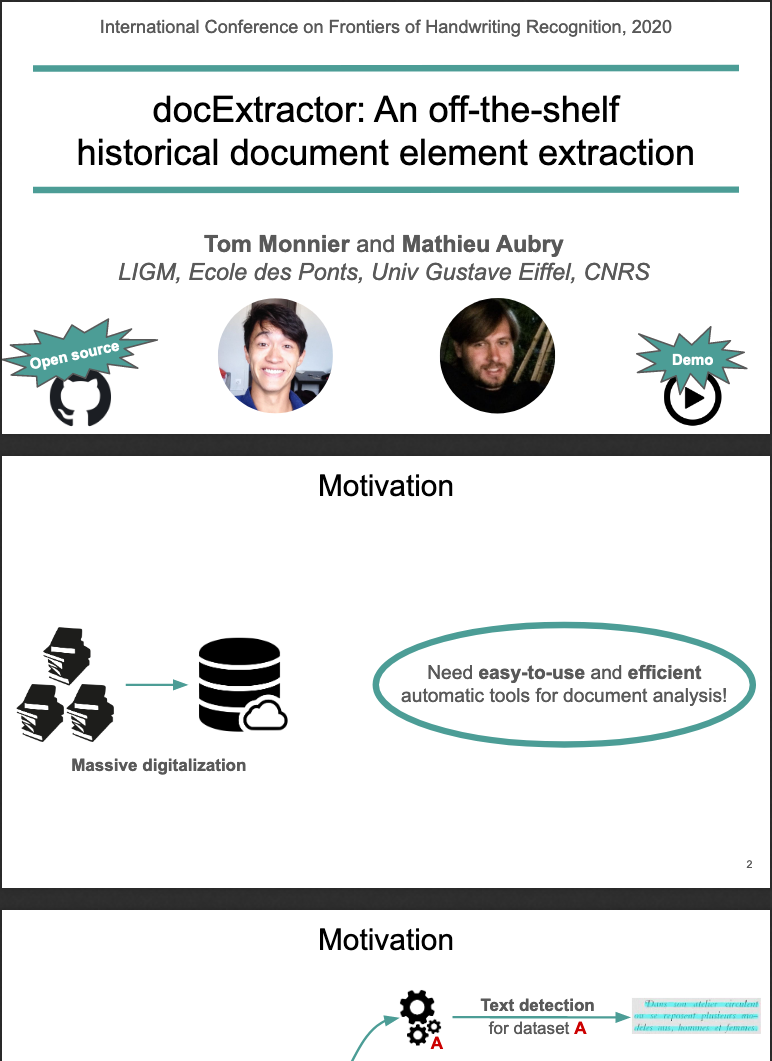 International Conference on Frontiers of Handwriting Recognition, 2020
docExtractor: An off-the-shelf
historical document element extraction
Tom Monnier and Mathieu Aubry
LIGM, Ecole des Ponts, Univ Gustave Eiffel, CNRS
Open source
Demo
Motivation
Need easy-to-use and efficient
automatic tools for document analysis!
Massive digitalization
2
Motivation
Text detection
for dataset A
A
Dans son atelier circulent
ou se reposent plusieurs mo-
dèles nus, hommes et femmes.